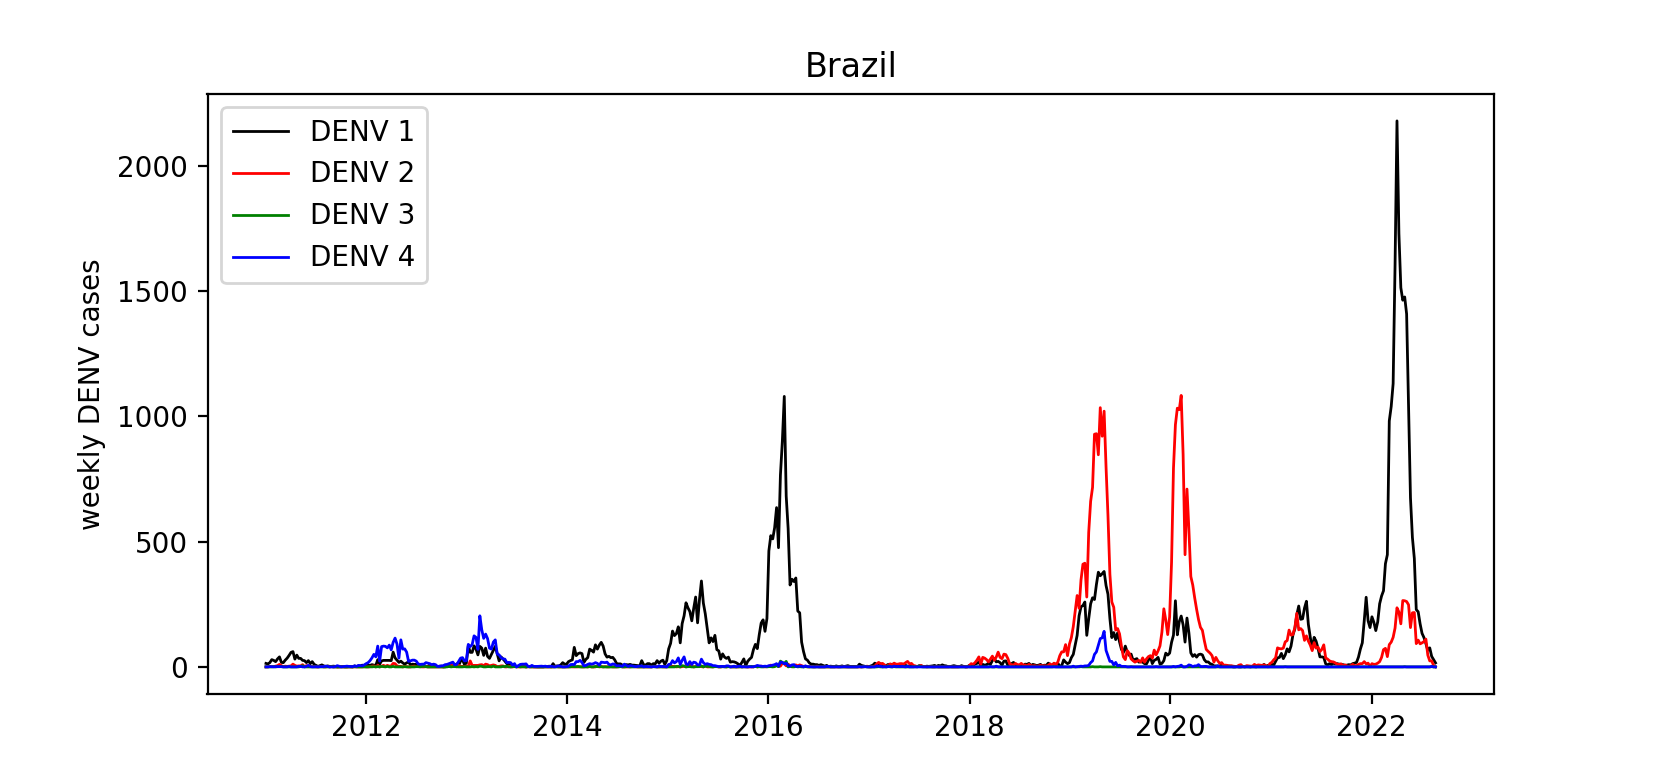 Brazil
DENV 1
DENV 2
DENV 3
DENV 4
weekly DENV cases
2000
1500
1000
500
0
2012 2014 2016 2018 2020 2022